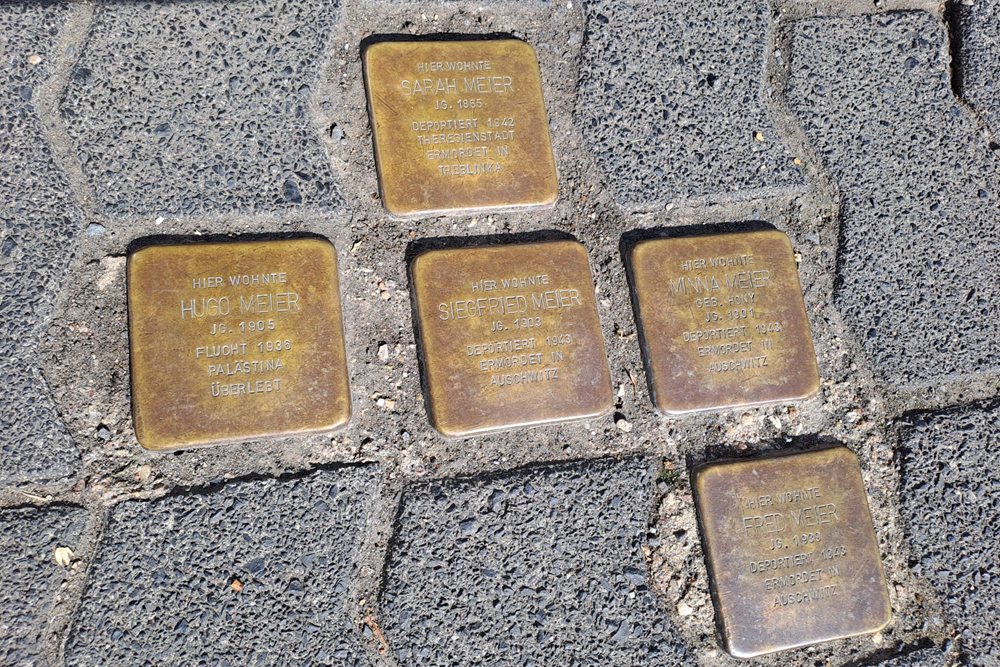 HIER WOHNTE
SARAH MEIER
JG. 1865
DEPORTIERT 1942
THERESIENSTADT
ERMORDET IN
TREBLINKA
HIER WOHNTE
HUGO MEIER
JG. 1905
FLUCHT 1936
PALÄSTINA
ÜBERLEBT
HIER WOHNTE
SIEGFRIED MEIER
JG. 1903
DEPORTIERT 1943
ERMORDET IN
AUSCHWITZ
HIER WOHNTE
MINNA MEIER
GEB. HONY
JG. 1901
DEPORTIERT 1943
ERMORDET IN
AUSCHWITZ
HIER WOHNTE
FRED MEIER
JG.
DEPORTIERT 1943
ERMORDET IN
AUSCHWITZ